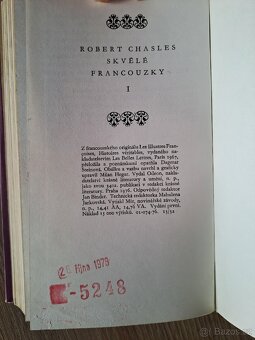 ROBERT CHASLES
SKVĚLÉ
FRANCOUZKY
I
Z francouzského originálu Les illustres Fran-
çoises, Histoires véritables, vydaného na-
kladatelstvím Les Belles Lettres, Paris 1967,
přeložila a poznámkami opatřila Dagmar
Steinová. Obálku a vazbu navrhl a graficky
upravil Milan Hegar. Vydal Odeon, nakla-
datelství krásné literatury a umění, n. p.,
jako svou publikaci v redakci krásné
literatury. Praha 1976. Odpovědný redaktor
Jan Binder. Technická redaktorka Mahulena
Jurkovská. Vytiskl Mír, novinářské závody,
n. p., 14,41 AA, 14,76 VA. Vydání první.
Náklad 15 000 výtisků. 01-074-76. 13/32
26. října 1979
-5248